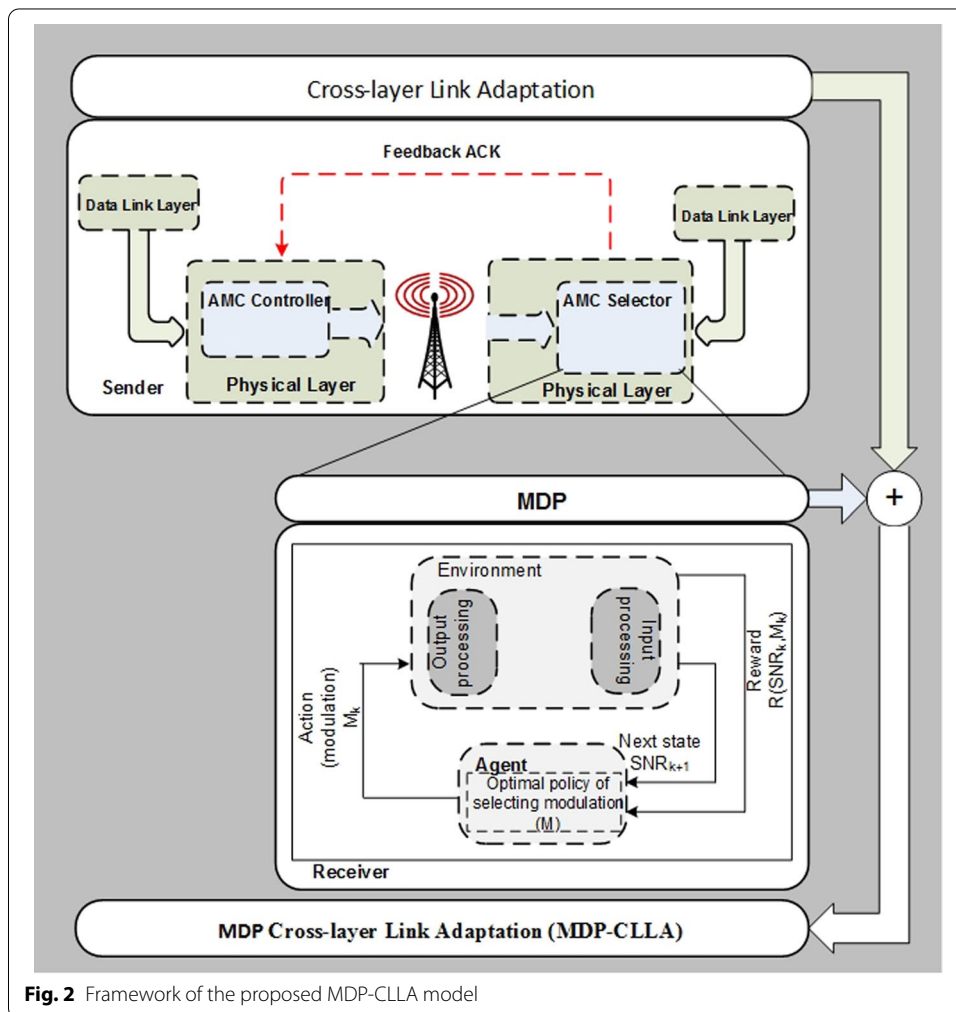 Cross-layer Link Adaptation
Feedback ACK
Data Link Layer
Data Link Layer
AMC Controller
AMC Selector
Physical Layer
Physical Layer
Sender
MDP
+
Environment
Output
processing
Input
processing
Reward
R(SNRk,Mk)
Action
(modulation)
Mk
Next state
SNRk+1
Agent
Optimal policy of
selecting modulation
(M)
Receiver
MDP Cross-layer Link Adaptation (MDP-CLLA)
Fig. 2 Framework of the proposed MDP-CLLA model